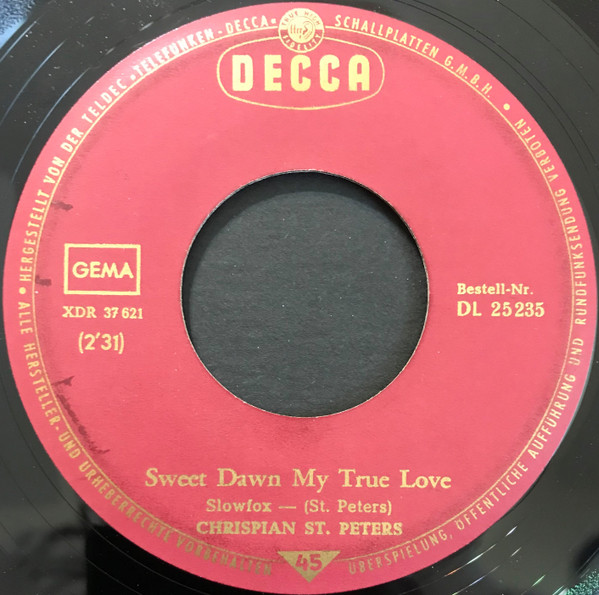 HERGESTELLT VON DER TELDEC • TELEFUNKEN - DECCA • SCHALLPLATTEN G.M.B.H.
DECCA
GEMA
XDR 37 621
(2'31)
Bestell-Nr.
DL 25 235
Sweet Dawn My True Love
Slowfox — (St. Peters)
CHRISPIAN ST. PETERS
45
• ALLE HERSTELLER- UND URHEBERRECHTE VORBEHALTEN
ÜBERSPIELUNG, ÖFFENTLICHE AUFFÜHRUNG UND RUNDFUNKSENDUNG VERBOTEN •